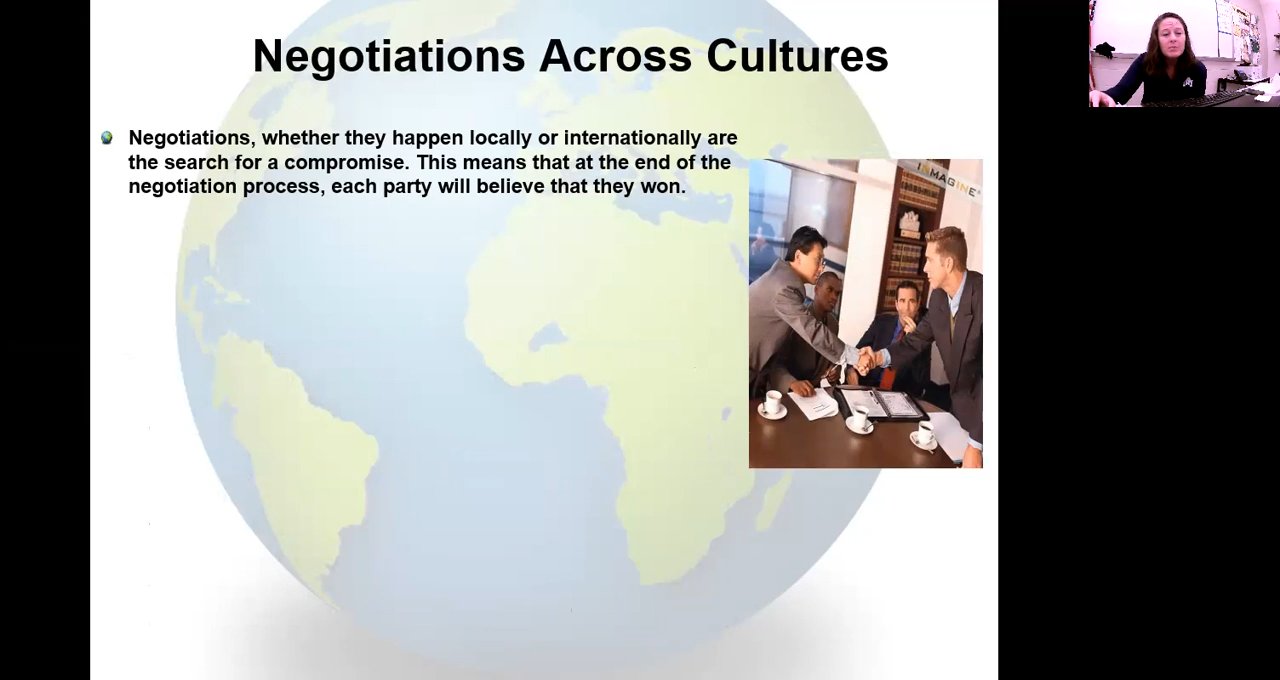 Negotiations Across Cultures
Negotiations, whether they happen locally or internationally are
the search for a compromise. This means that at the end of the
negotiation process, each party will believe that they won.
INMAGINE®